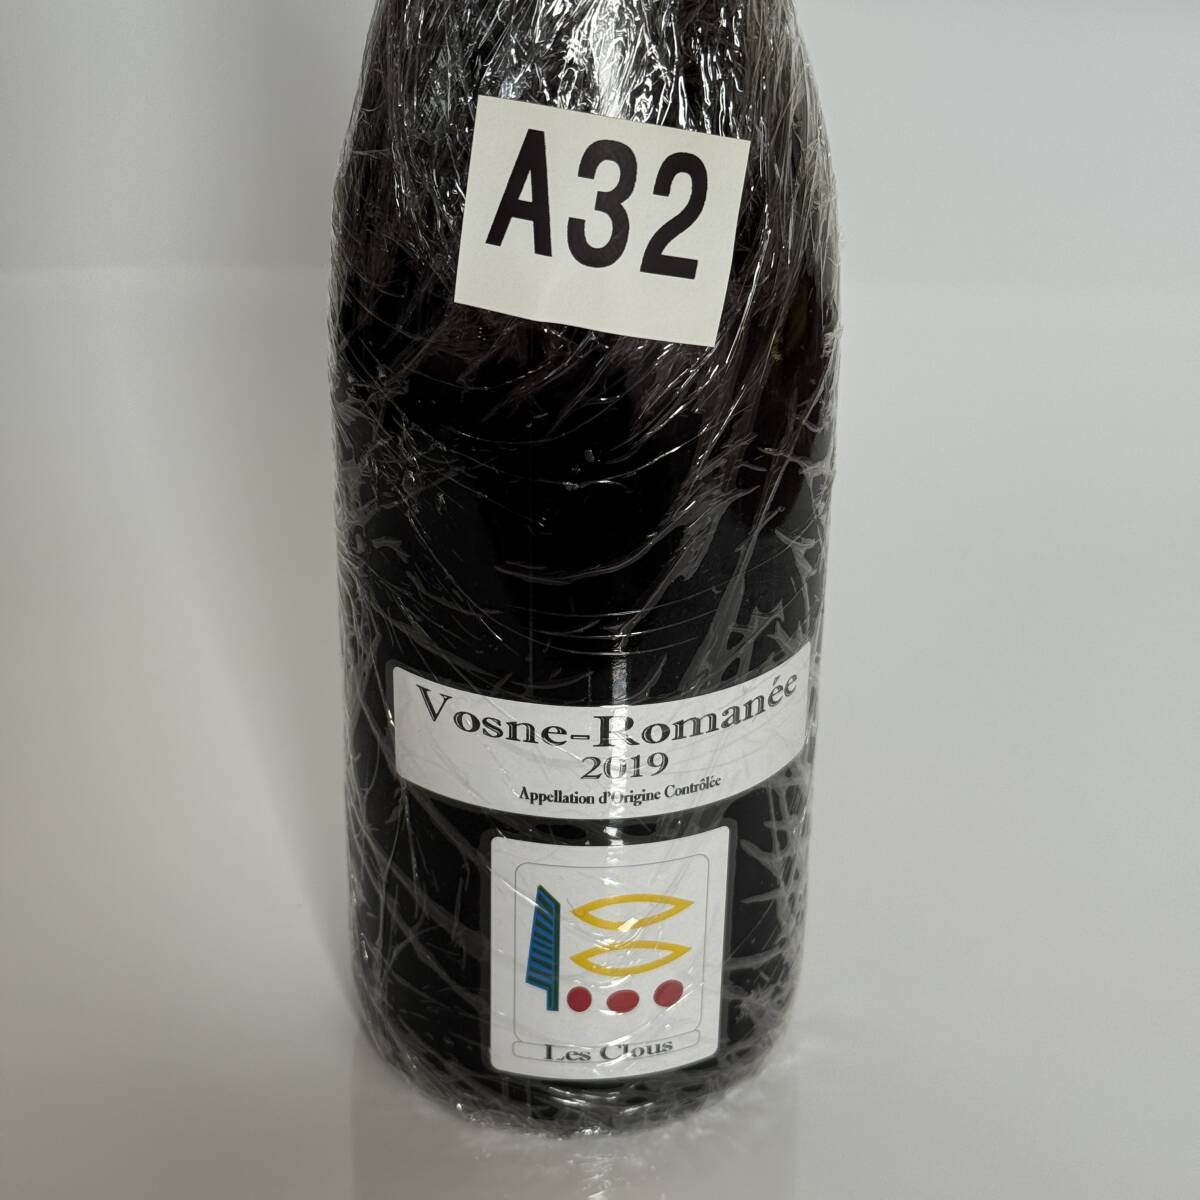 A32
Vosne-Romanée
2019
Appellation d'Origine Contrôlée
Les Clous